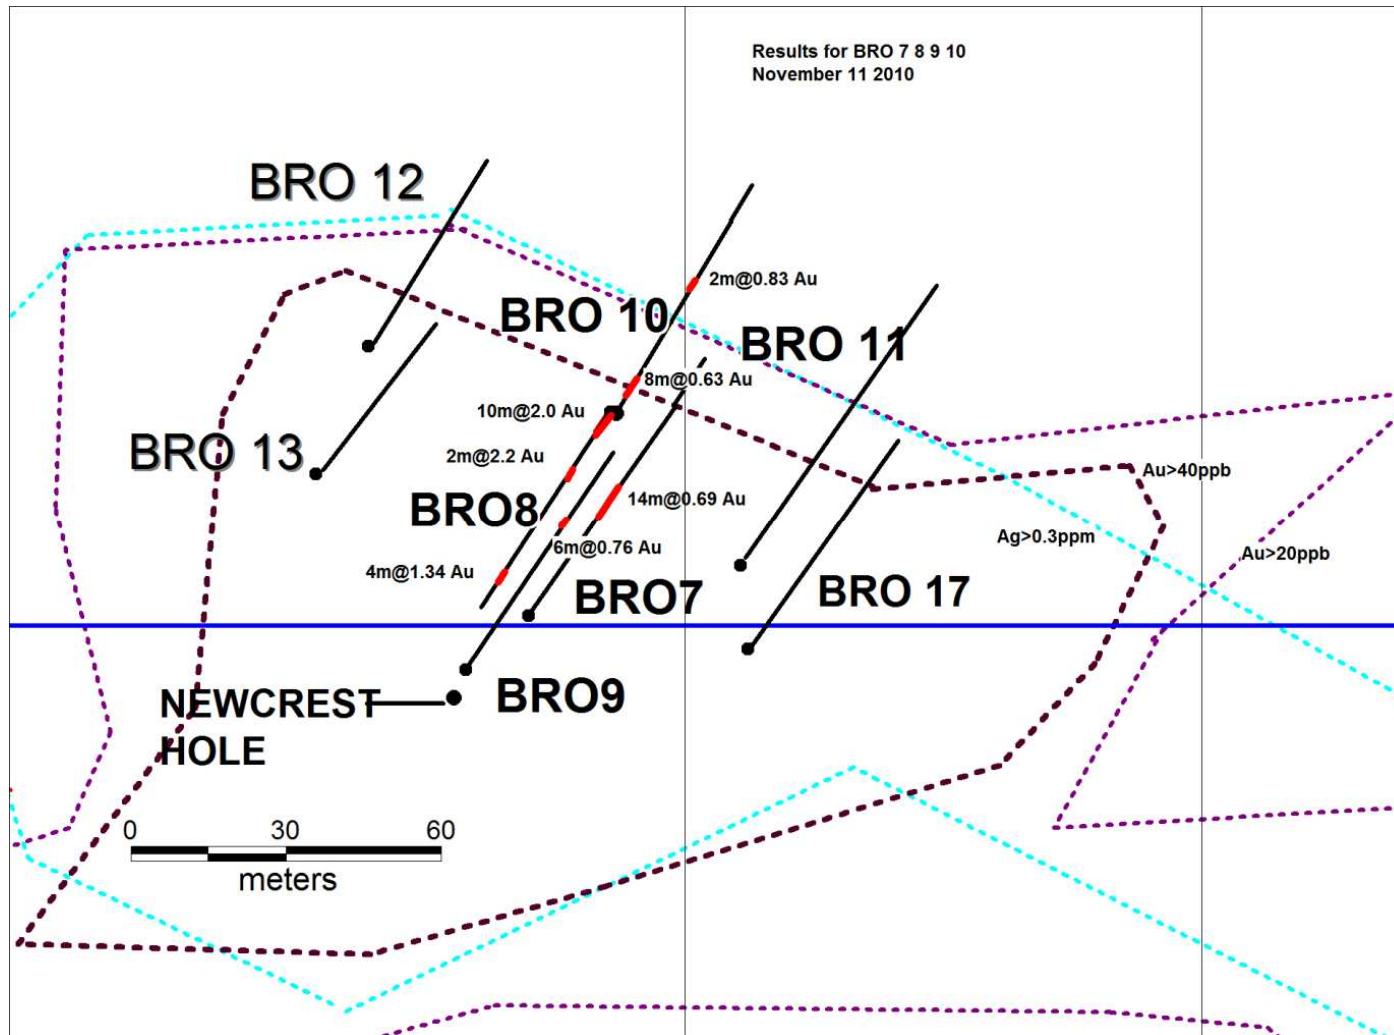 Results for BRO 7 8 9 10
November 11 2010
BRO 12
2m@0.83 Au
BRO 10
BRO 11
8m@0.63 Au
10m@2.0 Au
BRO 13
2m@2.2 Au
Au>40ppb
14m@0.69 Au
BRO8
Ag>0.3ppm
6m@0.76 Au
Au>20ppb
4m@1.34 Au
BRO7
BRO 17
BRO9
NEWCREST
HOLE
0 30 60
meters